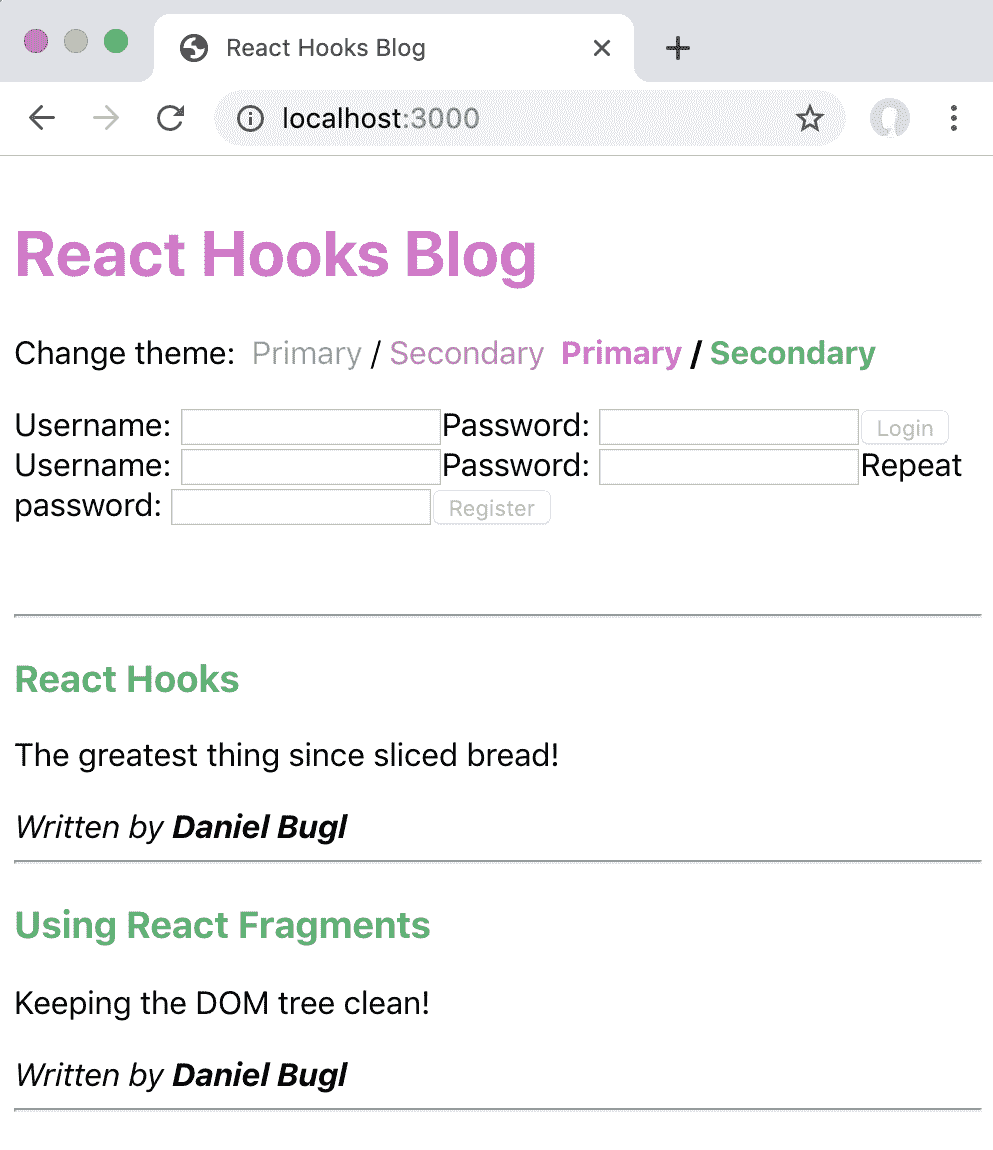 React Hooks Blog
localhost:3000
React Hooks Blog
Change theme: Primary / Secondary Primary / Secondary
Username: Password: Login
Username: Password: Repeat
password: Register
React Hooks
The greatest thing since sliced bread!
Written by Daniel Bugl
Using React Fragments
Keeping the DOM tree clean!
Written by Daniel Bugl